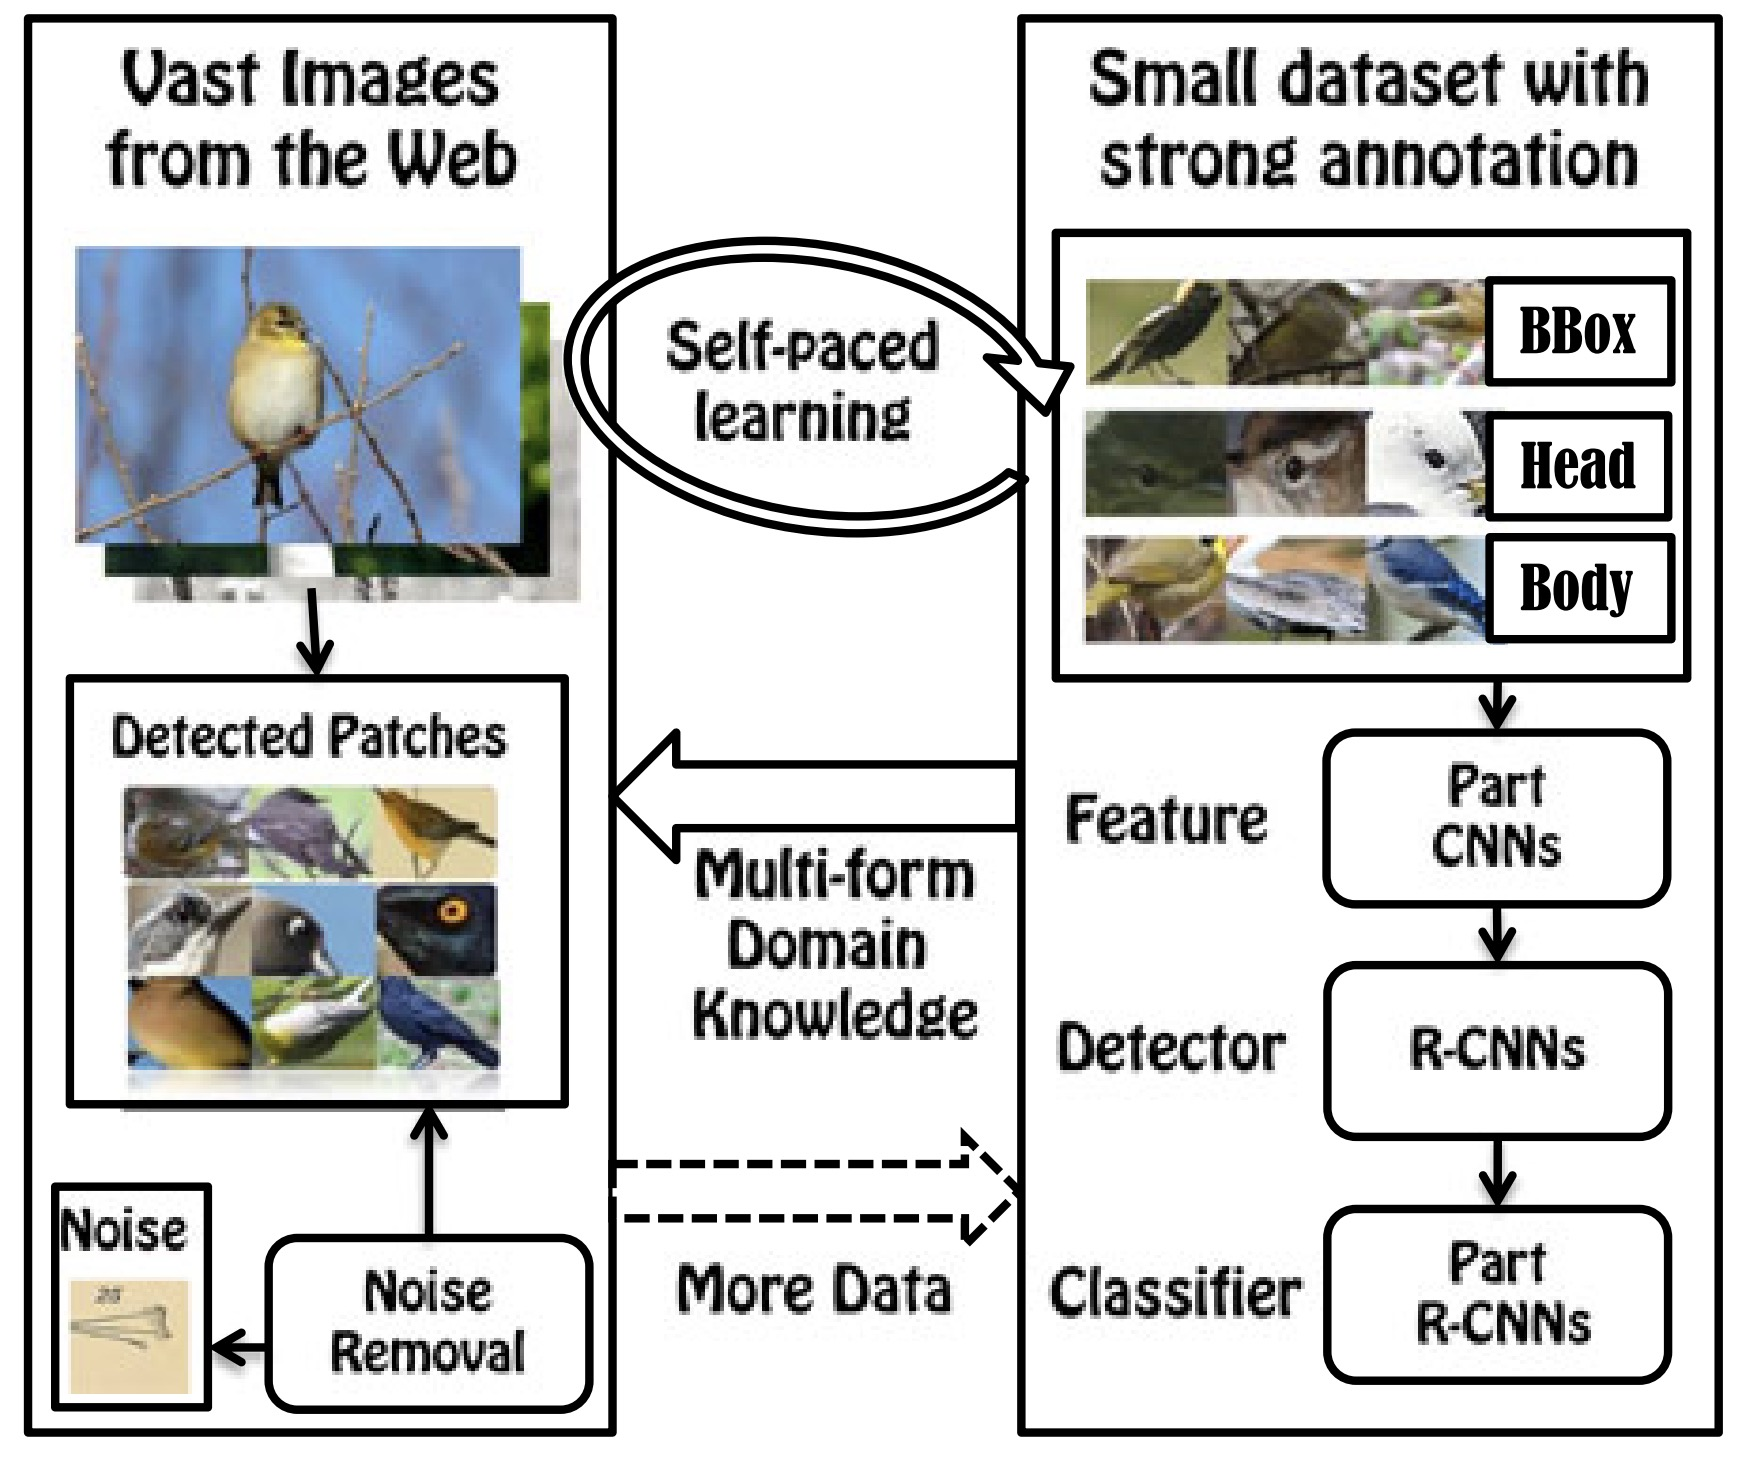 Vast Images
from the Web
Detected Patches
Noise
20
Noise
Removal
Self-paced
learning
Multi-form
Domain
Knowledge
More Data
Small dataset with
strong annotation
BBox
Head
Body
Feature
Part
CNNs
Detector
R-CNNs
Classifier
Part
R-CNNs